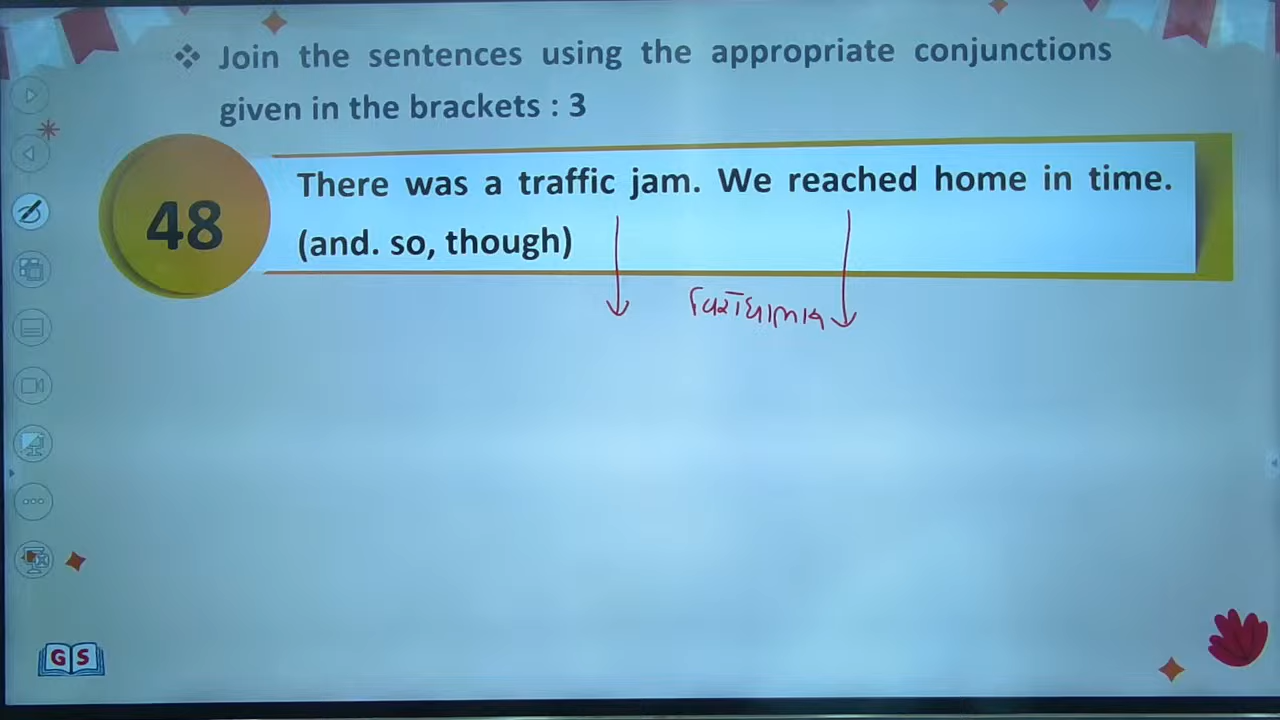 ❖ Join the sentences using the appropriate conjunctions
given in the brackets : 3
48
There was a traffic jam. We reached home in time.
(and. so, though)
વિરોધાભાસ
GS